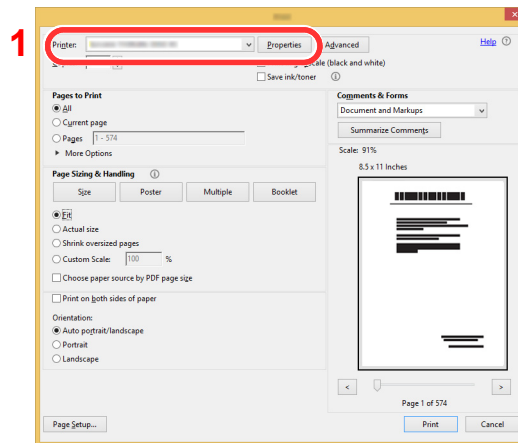 1
Printer: Properties Advanced Help
(black and white)
Save ink/toner
Pages to Print
All
Current page
Pages 1 - 574
More Options
Page Sizing & Handling
Size Poster Multiple Booklet
Fit
Actual size
Shrink oversized pages
Custom Scale: 100 %
Choose paper source by PDF page size
Print on both sides of paper
Orientation:
Auto portrait/landscape
Portrait
Landscape
Comments & Forms
Document and Markups
Summarize Comments
Scale: 91%
8.5 x 11 Inches
< >
Page 1 of 574
Page Setup... Print Cancel